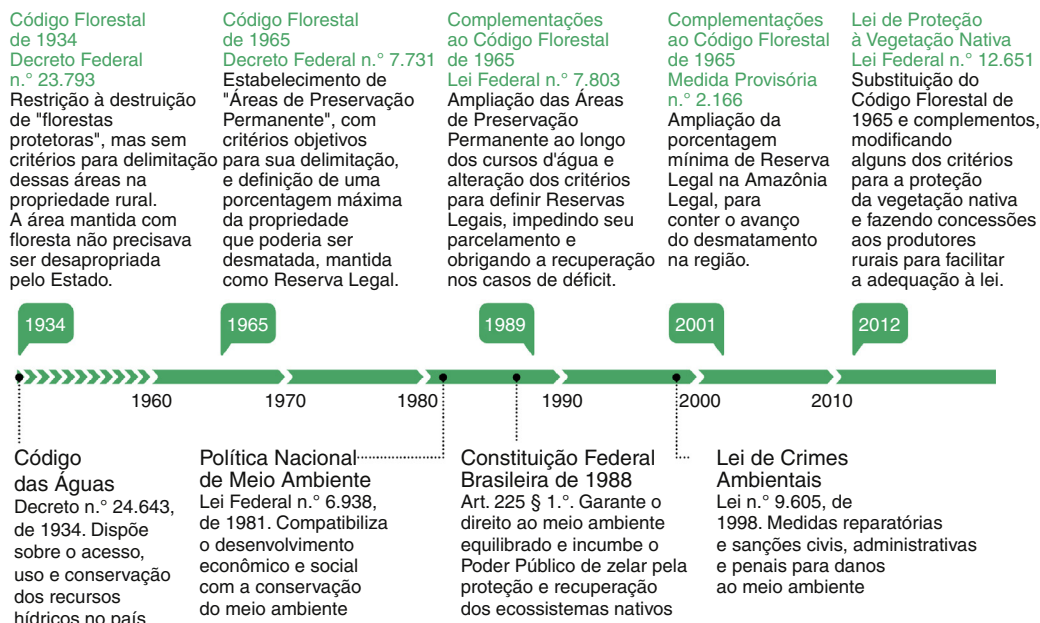 Código Florestal
de 1934
Decreto Federal
n.° 23.793
Restrição à destruição
de "florestas
protetoras", mas sem
critérios para delimitação
dessas áreas na
propriedade rural.
A área mantida com
floresta não precisava
ser desapropriada
pelo Estado.
Código Florestal
de 1965
Decreto Federal n.° 7.731
Estabelecimento de
"Áreas de Preservação
Permanente", com
critérios objetivos
para sua delimitação,
e definição de uma
porcentagem máxima
da propriedade
que poderia ser
desmatada, mantida
como Reserva Legal.
Complementações
ao Código Florestal
de 1965
Lei Federal n.° 7.803
Ampliação das Áreas
de Preservação
Permanente ao longo
dos cursos d'água e
alteração dos critérios
para definir Reservas
Legais, impedindo seu
parcelamento e
obrigando a recuperação
nos casos de déficit.
Complementações
ao Código Florestal
de 1965
Medida Provisória
n.° 2.166
Ampliação da
porcentagem
mínima de Reserva
Legal na Amazônia
Legal, para
conter o avanço
do desmatamento
na região.
Lei de Proteção
à Vegetação Nativa
Lei Federal n.° 12.651
Substituição do
Código Florestal de
1965 e complementos,
modificando
alguns dos critérios
para a proteção
da vegetação nativa
e fazendo concessões
aos produtores
rurais para facilitar
a adequação à lei.
1934
1965
1989
2001
2012
1960
1970
1980
1990
2000
2010
Código
das Águas
Decreto n.° 24.643,
de 1934. Dispõe
sobre o acesso,
uso e conservação
dos recursos
hídricos no país
Política Nacional
de Meio Ambiente
Lei Federal n.° 6.938,
de 1981. Compatibiliza
o desenvolvimento
econômico e social
com a conservação
do meio ambiente
Constituição Federal
Brasileira de 1988
Art. 225 § 1.°. Garante o
direito ao meio ambiente
equilibrado e incumbe o
Poder Público de zelar pela
proteção e recuperação
dos ecossistemas nativos
Lei de Crimes
Ambientais
Lei n.° 9.605, de
1998. Medidas reparatórias
e sanções civis, administrativas
e penais para danos
ao meio ambiente